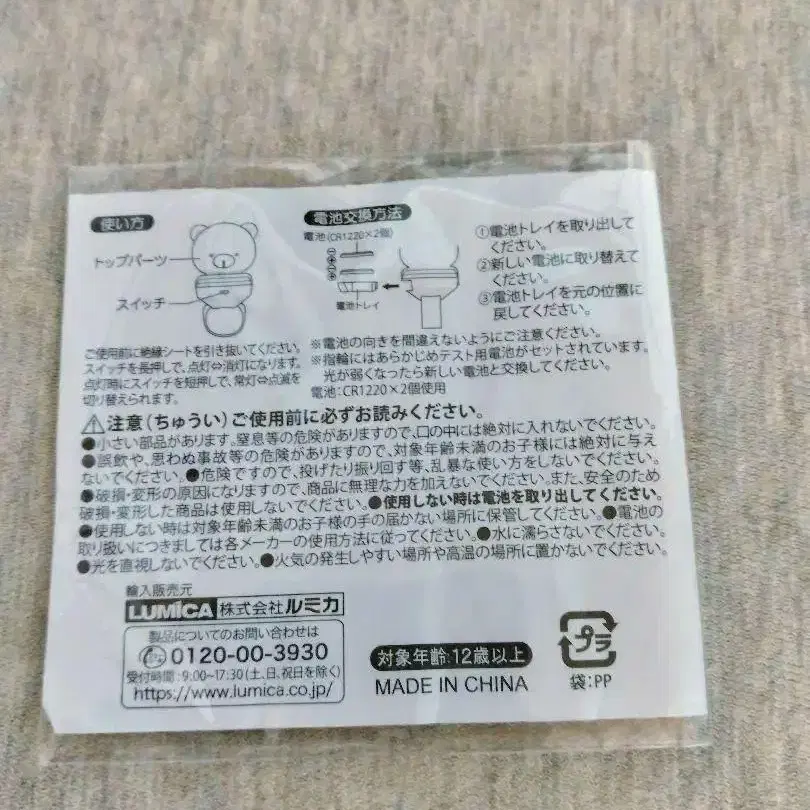 使い方
トップパーツ
スイッチ
ご使用前に絶縁シートを引き抜いてください。
スイッチを長押しで、点灯⇔消灯になります。
点灯時にスイッチを短押しで、常灯⇔点滅を
切り替えられます。
電池交換方法
電池(CR1220×2個)
電池トレイ
①電池トレイを取り出して
ください。
②新しい電池に取り替えて
ください。
③電池トレイを元の位置に
戻してください。
※電池の向きを間違えないようにご注意ください。
※指輪にはあらかじめテスト用電池がセットされています。
光が弱くなったら新しい電池と交換してください。
電池:CR1220×2個使用
⚠注意(ちゅうい)ご使用前に必ずお読みください。
●小さい部品があります。窒息等の危険がありますので、口の中には絶対に入れないでください。
●誤飲や、思わぬ事故等の危険がありますので、対象年齢未満のお子様には絶対に与え
ないでください。●危険ですので、投げたり振り回す等、乱暴な使い方をしないでください。
●破損・変形の原因になりますので、商品に無理な力を加えないでください。また、安全のため
破損・変形した商品は使用しないでください。●使用しない時は電池を取り出してください。
●使用しない時は対象年齢未満のお子様の手の届かない場所に保管してください。●電池の
取り扱いにつきましては各メーカーの使用方法に従ってください。●水に濡らさないでください。
●光を直視しないでください。●火気の発生しやすい場所や高温の場所に置かないでください。
輸入販売元
LUMICA 株式会社ルミカ
製品についてのお問い合わせは
0120-00-3930
受付時間:9:00~17:30(土、日、祝日を除く)
https://www.lumica.co.jp/
対象年齢:12歳以上
MADE IN CHINA
プラ
袋:PP